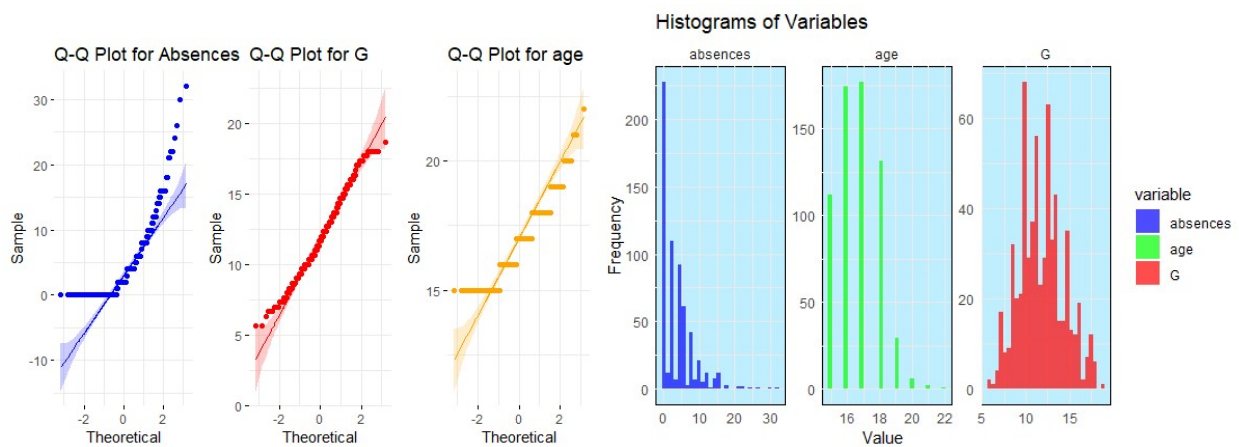 Q-Q Plot for Absences
Sample
30
20
10
0
-10
-2 0 2
Theoretical
Q-Q Plot for G
Sample
20
15
10
5
0
-2 0 2
Theoretical
Q-Q Plot for age
Sample
20
15
-2 0 2
Theoretical
Histograms of Variables
absences age G
Frequency
200
150
100
50
0
0 10 20 30
150
100
50
0
16 18 20 22
60
40
20
0
5 10 15
Value
variable
absences
age
G